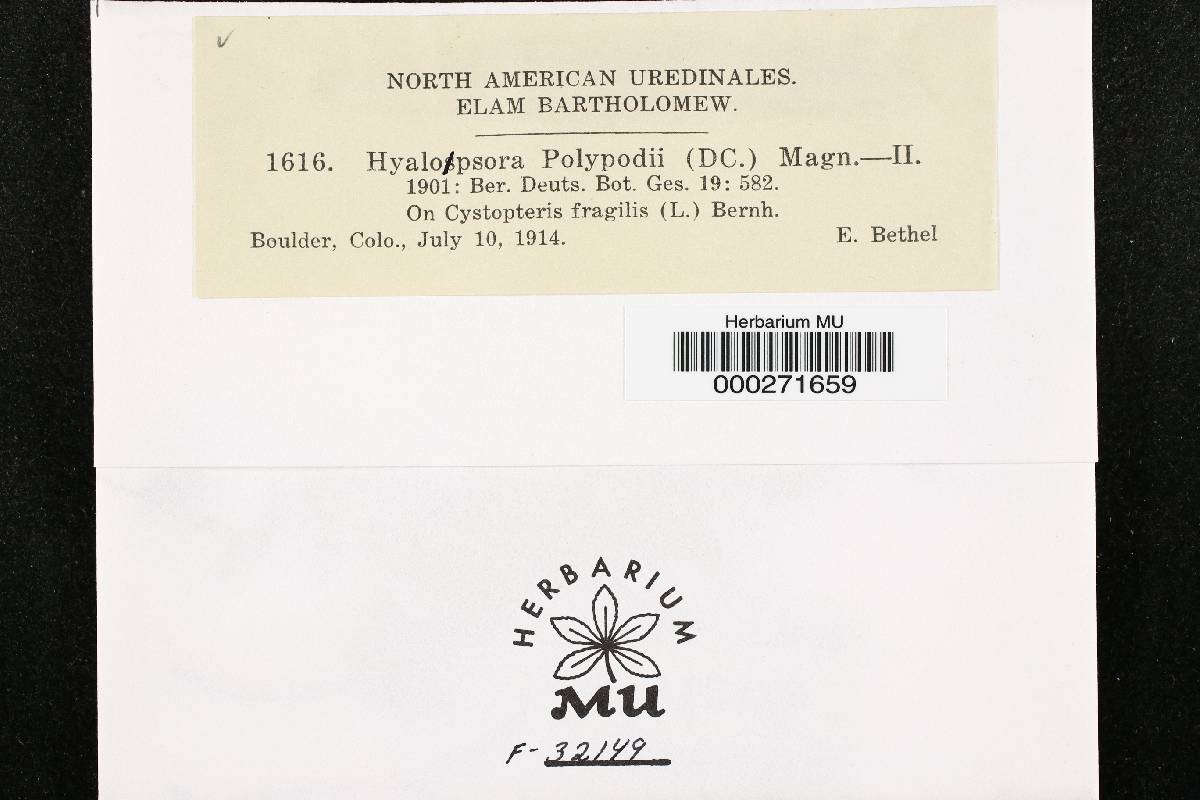 NORTH AMERICAN UREDINALES.
ELAM BARTHOLOMEW.
1616. Hyalopsora Polypodii (DC.) Magn.—II.
1901: Ber. Deuts. Bot. Ges. 19: 582.
On Cystopteris fragilis (L.) Bernh.
Boulder, Colo., July 10, 1914. E. Bethel
Herbarium MU
000271659
HERBARIUM
MU
F-32149